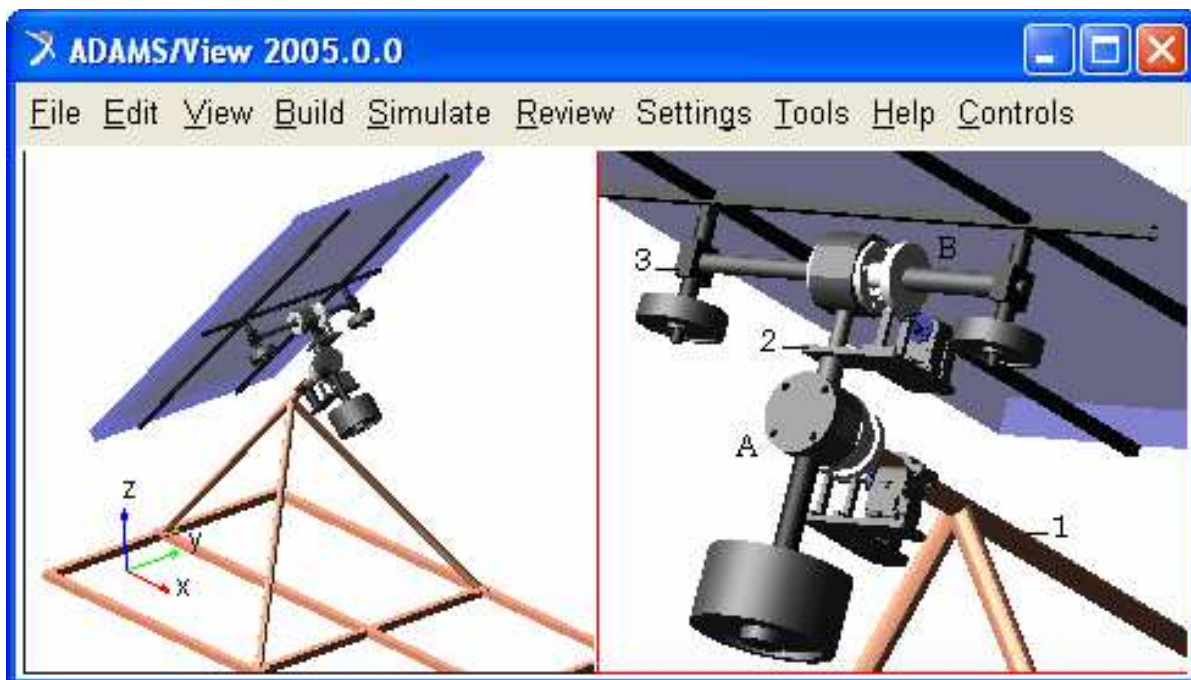 ADAMS/View 2005.0.0
File Edit View Build Simulate Review Settings Tools Help Controls
z
y
x
3
B
2
A
1